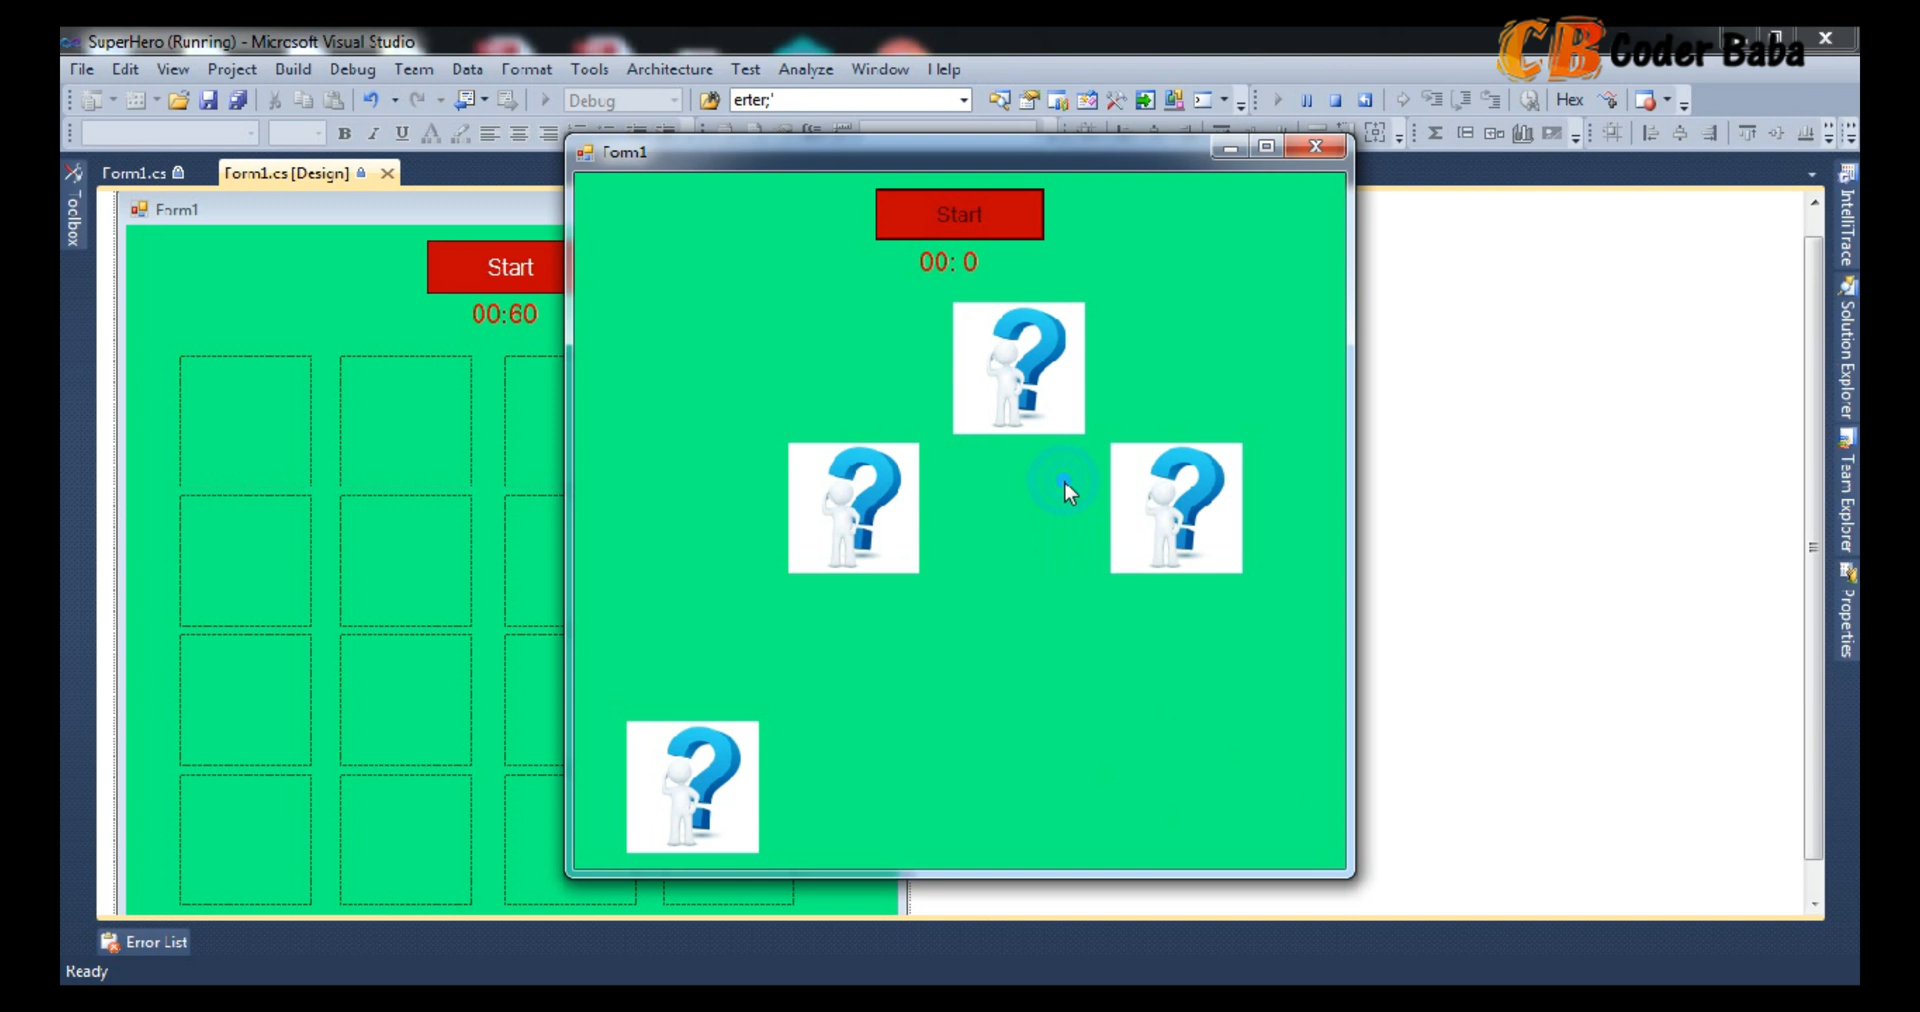 CB Coder Baba
SuperHero (Running) - Microsoft Visual Studio
File Edit View Project Build Debug Team Data Format Tools Architecture Test Analyze Window Help
Debug erter;' Hex
B I U
Form1.cs Form1.cs [Design]
Toolbox
Form1
Start
00:60
Form1
Start
00: 0
IntelliTrace
Solution Explorer
Team Explorer
Properties
Error List
Ready